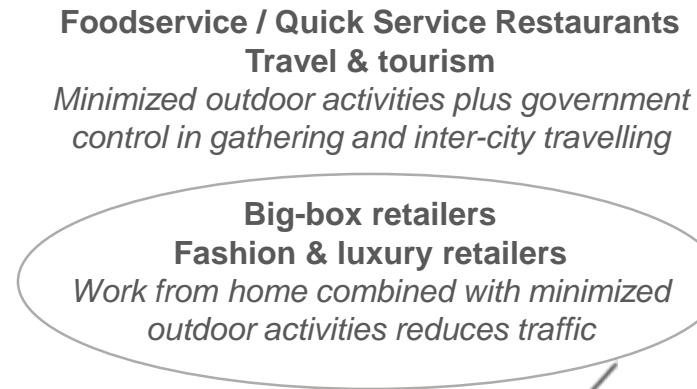 Foodservice / Quick Service Restaurants
Travel & tourism
Minimized outdoor activities plus government
control in gathering and inter-city travelling
Big-box retailers
Fashion & luxury retailers
Work from home combined with minimized
outdoor activities reduces traffic